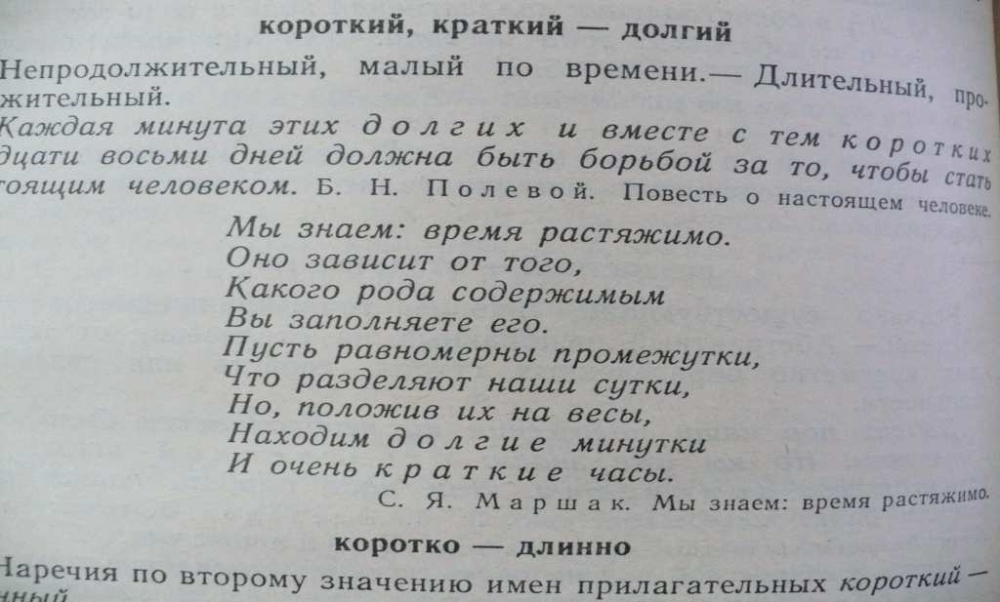 короткий, краткий — долгий
Непродолжительный, малый по времени.— Длительный, про-
жительный.
Каждая минута этих долгих и вместе с тем коротких
дцати восьми дней должна быть борьбой за то, чтобы стать
тоящим человеком. Б. Н. Полевой. Повесть о настоящем человеке.
Мы знаем: время растяжимо.
Оно зависит от того,
Какого рода содержимым
Вы заполняете его.
Пусть равномерны промежутки,
Что разделяют наши сутки,
Но, положив их на весы,
Находим долгие минутки
И очень краткие часы.
С. Я. Маршак. Мы знаем: время растяжимо.
коротко — длинно
Наречия по второму значению имен прилагательных короткий —